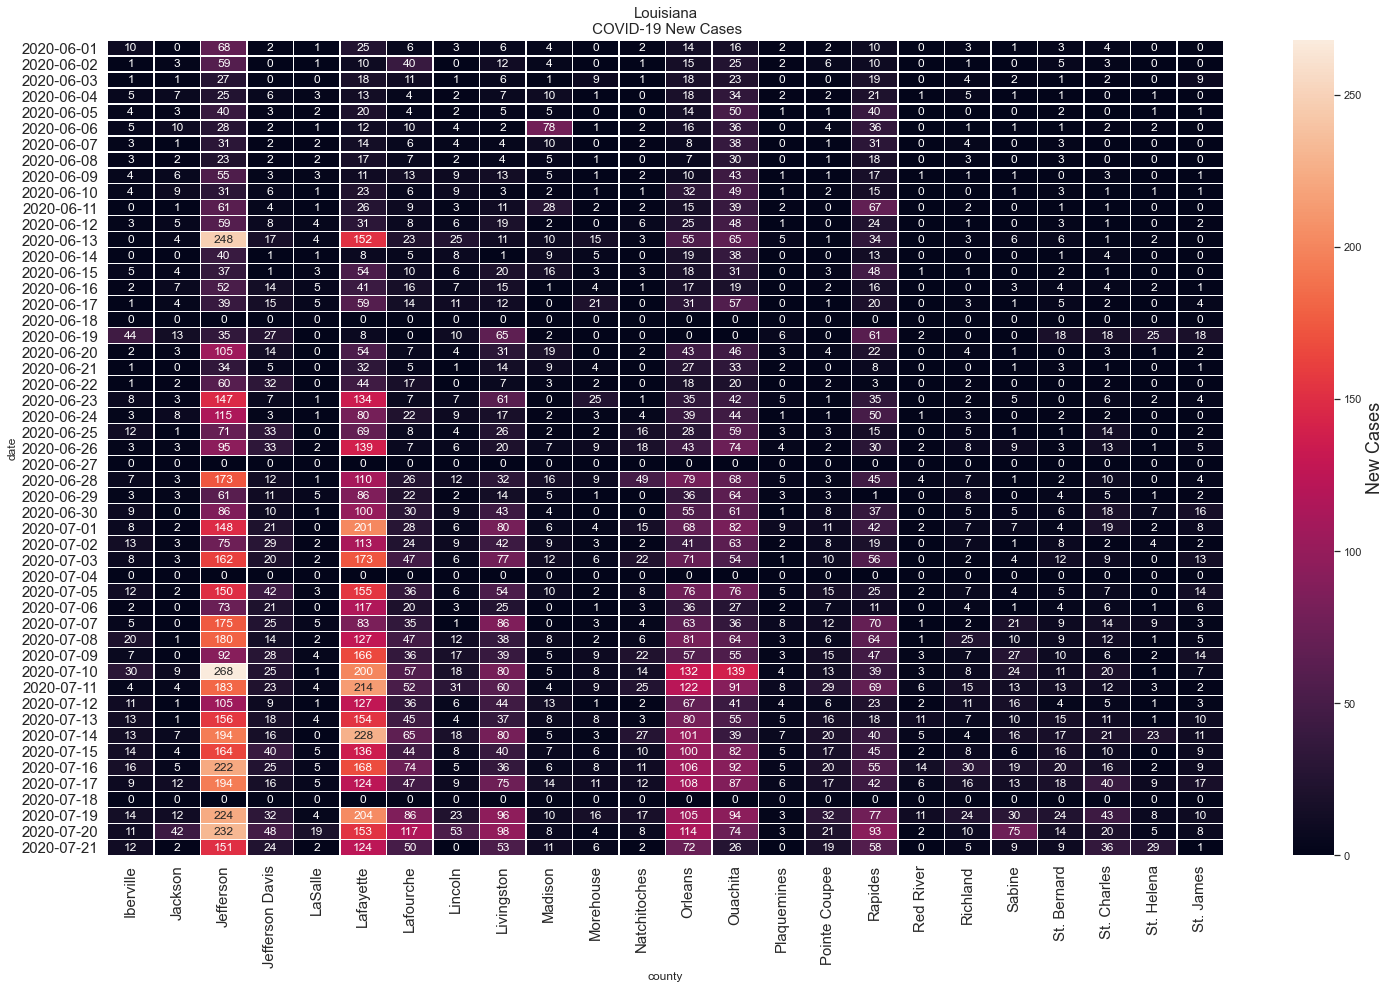 Louisiana
COVID-19 New Cases
2020-06-01 10 0 68 2 1 25 6 3 6 4 0 2 14 16 2 2 10 0 3 1 3 4 0 0
2020-06-02 1 3 59 0 1 10 40 0 12 4 0 1 15 25 2 6 10 0 1 0 5 3 0 0
2020-06-03 1 1 27 0 0 18 11 1 6 1 9 1 18 23 0 0 19 0 4 2 1 2 0 9
2020-06-04 5 7 25 6 3 13 4 2 7 10 1 0 18 34 2 2 21 1 5 1 1 0 1 0
2020-06-05 4 3 40 3 2 20 4 2 5 5 0 0 14 50 1 1 40 0 0 0 2 0 1 1
2020-06-06 5 10 28 2 1 12 10 4 2 78 1 2 16 36 0 4 36 0 1 1 1 2 2 0
2020-06-07 3 1 31 2 2 14 6 4 4 10 0 2 8 38 0 1 31 0 4 0 3 0 0 0
2020-06-08 3 2 23 2 2 17 7 2 4 5 1 0 7 30 0 1 18 0 3 0 3 0 0 0
2020-06-09 4 6 55 3 3 11 13 9 13 5 1 2 10 43 1 1 17 1 1 1 0 3 0 1
2020-06-10 4 9 31 6 1 23 6 9 3 2 1 1 32 49 1 2 15 0 0 1 3 1 1 1
2020-06-11 0 1 61 4 1 26 9 3 11 28 2 2 15 39 2 0 67 0 2 0 1 1 0 0
2020-06-12 3 5 59 8 4 31 8 6 19 2 0 6 25 48 1 0 24 0 1 0 3 1 0 2
2020-06-13 0 4 248 17 4 152 23 25 11 10 15 3 55 65 5 1 34 0 3 6 6 1 2 0
2020-06-14 0 0 40 1 1 8 5 8 1 9 5 0 19 38 0 0 13 0 0 0 1 4 0 0
2020-06-15 5 4 37 1 3 54 10 6 20 16 3 3 18 31 0 3 48 1 1 0 2 1 0 0
2020-06-16 2 7 52 14 5 41 16 7 15 1 4 1 17 19 0 2 16 0 0 3 4 4 2 1
2020-06-17 1 4 39 15 5 59 14 11 12 0 21 0 31 57 0 1 20 0 3 1 5 2 0 4
2020-06-18 0 0 0 0 0 0 0 0 0 0 0 0 0 0 0 0 0 0 0 0 0 0 0 0
2020-06-19 44 13 35 27 0 8 0 10 65 2 0 0 0 0 6 0 61 2 0 0 18 18 25 18
2020-06-20 2 3 105 14 0 54 7 4 31 19 0 2 43 46 3 4 22 0 4 1 0 3 1 2
2020-06-21 1 0 34 5 0 32 5 1 14 9 4 0 27 33 2 0 8 0 0 1 3 1 0 1
2020-06-22 1 2 60 32 0 44 17 0 7 3 2 0 18 20 0 2 3 0 2 0 0 2 0 0
2020-06-23 8 3 147 7 1 134 7 7 61 0 25 1 35 42 5 1 35 0 2 5 0 6 2 4
2020-06-24 3 8 115 3 1 80 22 9 17 2 3 4 39 44 1 1 50 1 3 0 2 2 0 0
2020-06-25 12 1 71 33 0 69 8 4 26 2 2 16 28 59 3 3 15 0 5 1 1 14 0 2
2020-06-26 3 3 95 33 2 139 7 6 20 7 9 18 43 74 4 2 30 2 8 9 3 13 1 5
2020-06-27 0 0 0 0 0 0 0 0 0 0 0 0 0 0 0 0 0 0 0 0 0 0 0 0
2020-06-28 7 3 173 12 1 110 26 12 32 16 9 49 79 68 5 3 45 4 7 1 2 10 0 4
2020-06-29 3 3 61 11 5 86 22 2 14 5 1 0 36 64 3 3 1 0 8 0 4 5 1 2
2020-06-30 9 0 86 10 1 100 30 9 43 4 0 0 55 61 1 8 37 0 5 5 6 18 7 16
2020-07-01 8 2 148 21 0 201 28 6 80 6 4 15 68 82 9 11 42 2 7 7 4 19 2 8
2020-07-02 13 3 75 29 2 113 24 9 42 9 3 2 41 63 2 8 19 0 7 1 8 2 4 2
2020-07-03 8 3 162 20 2 173 47 6 77 12 6 22 71 54 1 10 56 0 2 4 12 9 0 13
2020-07-04 0 0 0 0 0 0 0 0 0 0 0 0 0 0 0 0 0 0 0 0 0 0 0 0
2020-07-05 12 2 150 42 3 155 36 6 54 10 2 8 76 76 5 15 25 2 7 4 5 7 0 14
2020-07-06 2 0 73 21 0 117 20 3 25 0 1 3 36 27 2 7 11 0 4 1 4 6 1 6
2020-07-07 5 0 175 25 5 83 35 1 86 0 3 4 63 36 8 12 70 1 2 21 9 14 9 3
2020-07-08 20 1 180 14 2 127 47 12 38 8 2 6 81 64 3 6 64 1 25 10 9 12 1 5
2020-07-09 7 0 92 28 4 166 36 17 39 5 9 22 57 55 3 15 47 3 7 27 10 6 2 14
2020-07-10 30 9 268 25 1 200 57 18 80 5 8 14 132 139 4 13 39 3 8 24 11 20 1 7
2020-07-11 4 4 183 23 4 214 52 31 60 4 9 25 122 91 8 29 69 6 15 13 13 12 3 2
2020-07-12 11 1 105 9 1 127 36 6 44 13 1 2 67 41 4 6 23 2 11 16 4 5 1 3
2020-07-13 13 1 156 18 4 154 45 4 37 8 8 3 80 55 5 16 18 11 7 10 15 11 1 10
2020-07-14 13 7 194 16 0 228 65 18 80 5 3 27 101 39 7 20 40 5 4 16 17 21 23 11
2020-07-15 14 4 164 40 5 136 44 8 40 7 6 10 100 82 5 17 45 2 8 6 16 10 0 9
2020-07-16 16 5 222 25 5 168 74 5 36 6 8 11 106 92 5 20 55 14 30 19 20 16 2 9
2020-07-17 9 12 194 16 5 124 47 9 75 14 11 12 108 87 6 17 42 6 16 13 18 40 9 17
2020-07-18 0 0 0 0 0 0 0 0 0 0 0 0 0 0 0 0 0 0 0 0 0 0 0 0
2020-07-19 14 12 224 32 4 204 86 23 96 10 16 17 105 94 3 32 77 11 24 30 24 43 8 10
2020-07-20 11 42 232 48 19 153 117 53 98 8 4 8 114 74 3 21 93 2 10 75 14 20 5 8
2020-07-21 12 2 151 24 2 124 50 0 53 11 6 2 72 26 0 19 58 0 5 9 9 36 29 1
date
Iberville Jackson Jefferson Jefferson Davis LaSalle Lafayette Lafourche Lincoln Livingston Madison Morehouse Natchitoches Orleans Ouachita Plaquemines Pointe Coupee Rapides Red River Richland Sabine St. Bernard St. Charles St. Helena St. James
county
250
200
150
100
50
0
New Cases